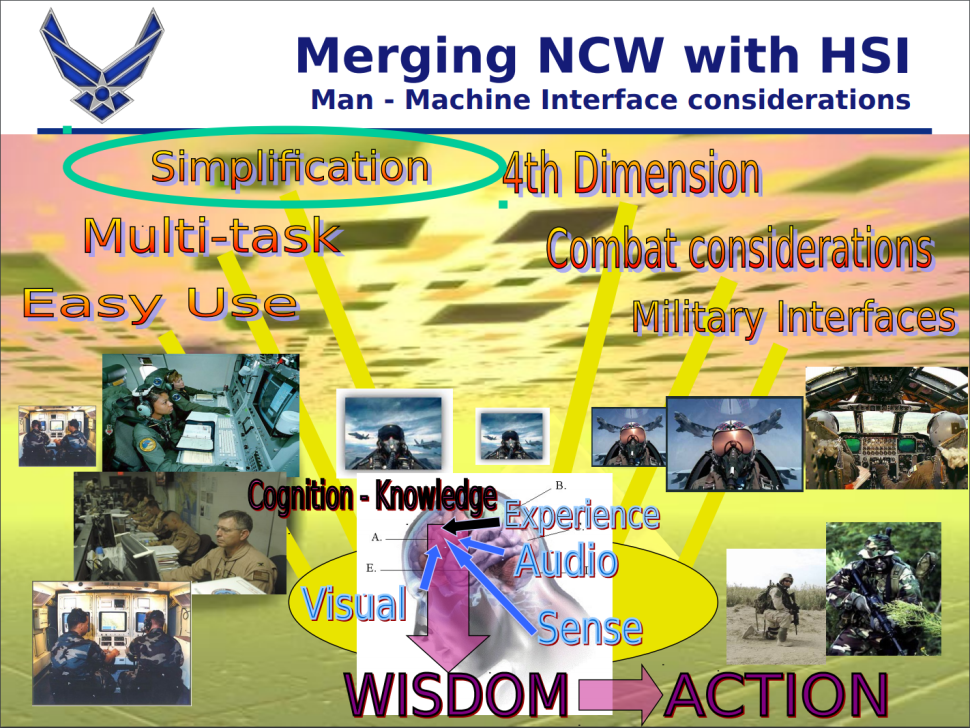 Merging NCW with HSI
Man - Machine Interface considerations
Simplification
4th Dimension
Multi-task
Combat considerations
Easy Use
Military Interfaces
Cognition - Knowledge
B.
Experience
A.
Audio
E.
Visual
Sense
WISDOM
ACTION